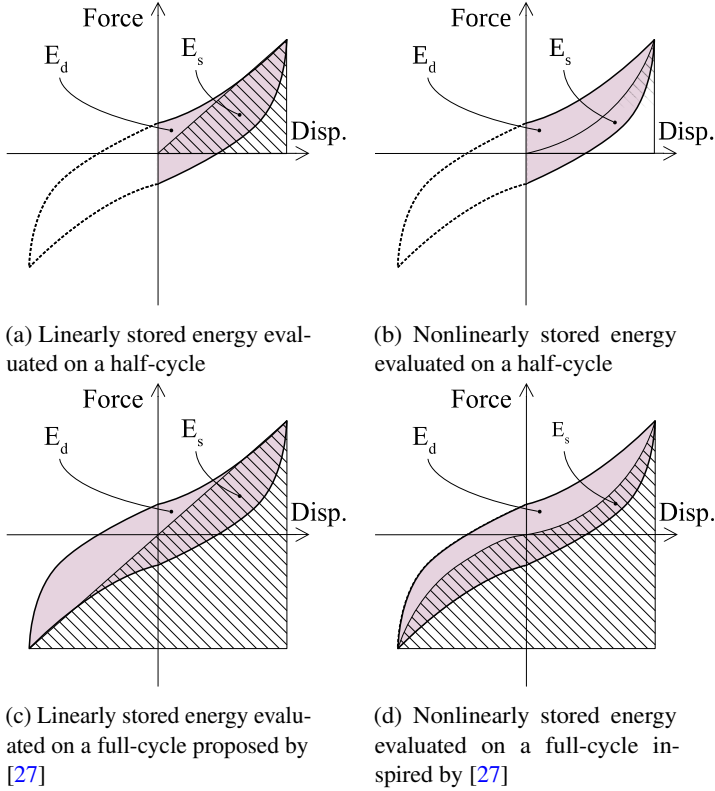 Force
E_d
E_s
Disp.
(a) Linearly stored energy eval-
uated on a half-cycle
Force
E_d
E_s
Disp.
(b) Nonlinearly stored energy
evaluated on a half-cycle
Force
E_d
E_s
Disp.
(c) Linearly stored energy evalu-
ated on a full-cycle proposed by
[27]
Force
E_d
E_s
Disp.
(d) Nonlinearly stored energy
evaluated on a full-cycle in-
spired by [27]